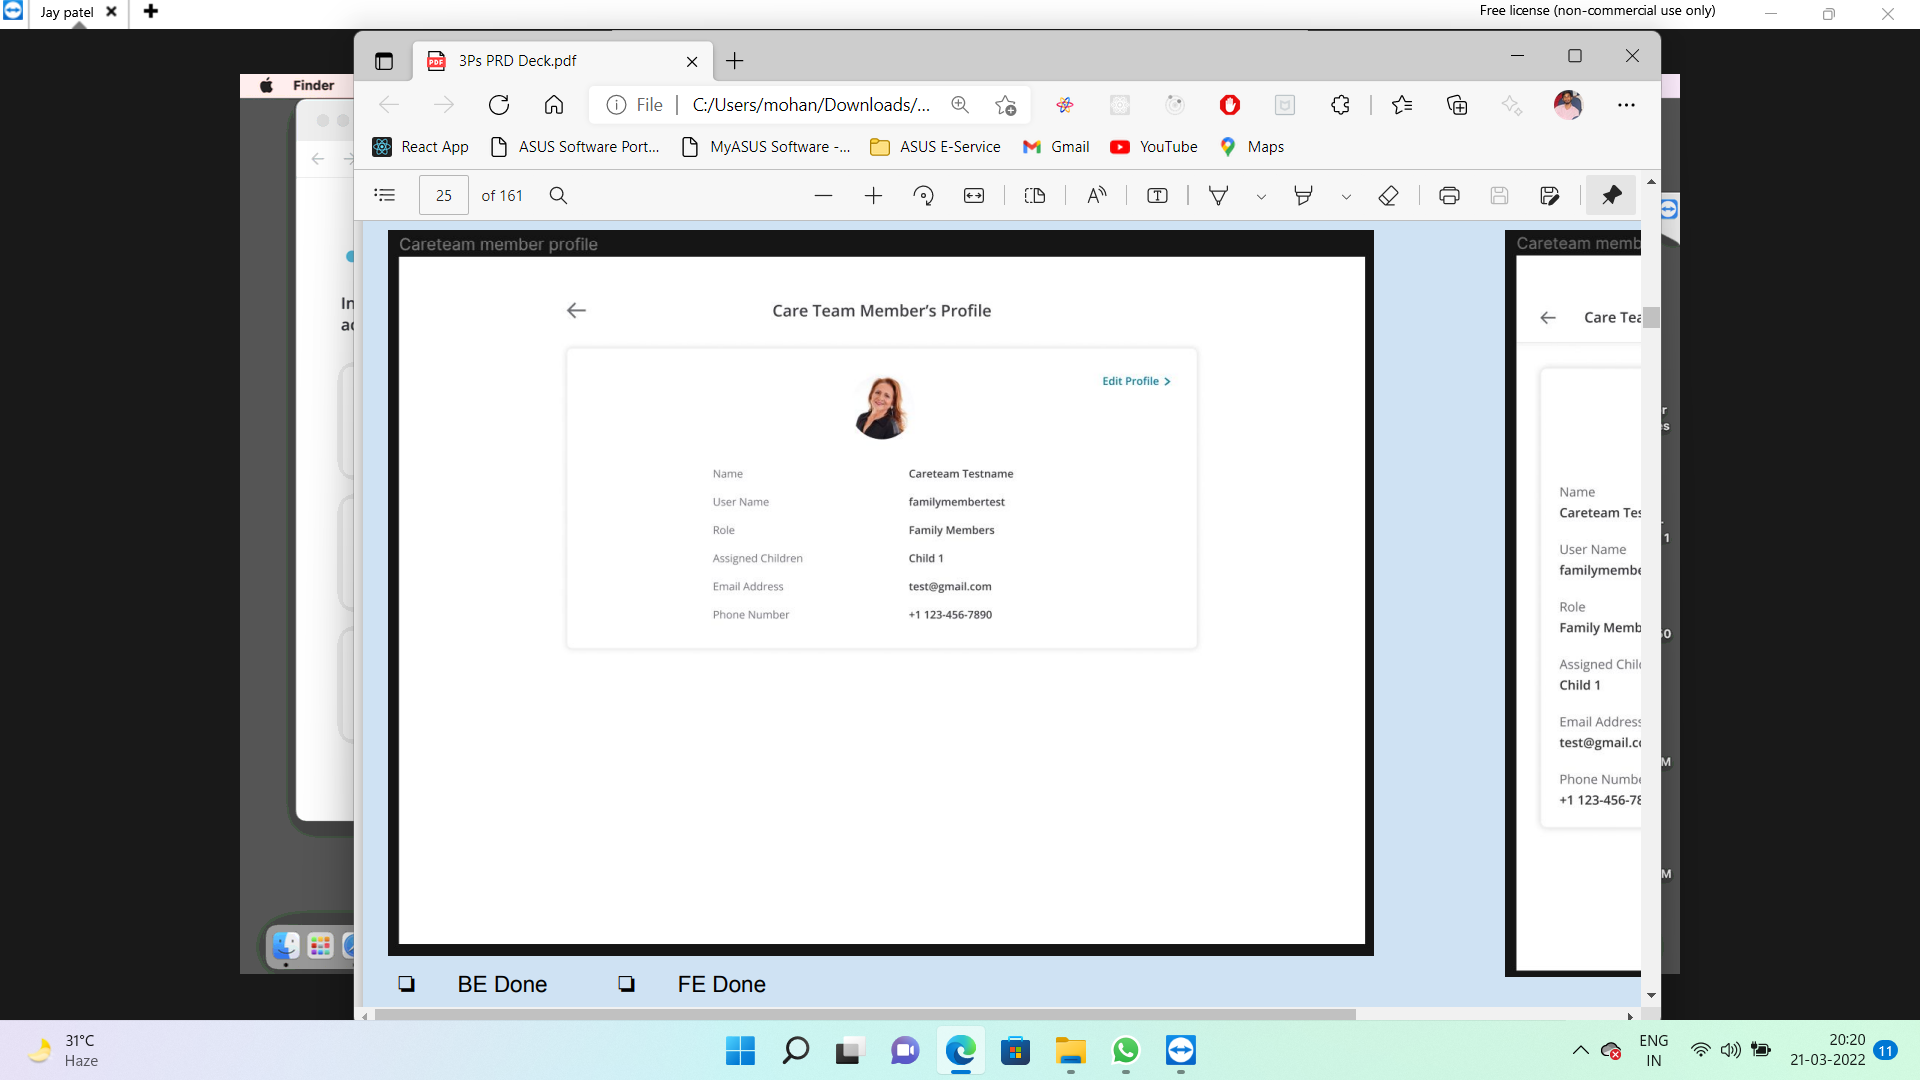 Jay patel
Free license (non-commercial use only)
Finder
3Ps PRD Deck.pdf
File
C:/Users/mohan/Downloads/...
React App
ASUS Software Port...
MyASUS Software -...
ASUS E-Service
Gmail
YouTube
Maps
25 of 161
Careteam member profile
Care Team Member's Profile
Edit Profile >
Name Careteam Testname
User Name familymembertest
Role Family Members
Assigned Children Child 1
Email Address test@gmail.com
Phone Number +1 123-456-7890
BE Done
FE Done
Careteam memb
Care Tea
Name
Careteam Tes
User Name
familymembe
Role
Family Memb
Assigned Chil
Child 1
Email Address
test@gmail.c
Phone Numbe
+1 123-456-78
31°C
Haze
ENG
IN
20:20
21-03-2022
11